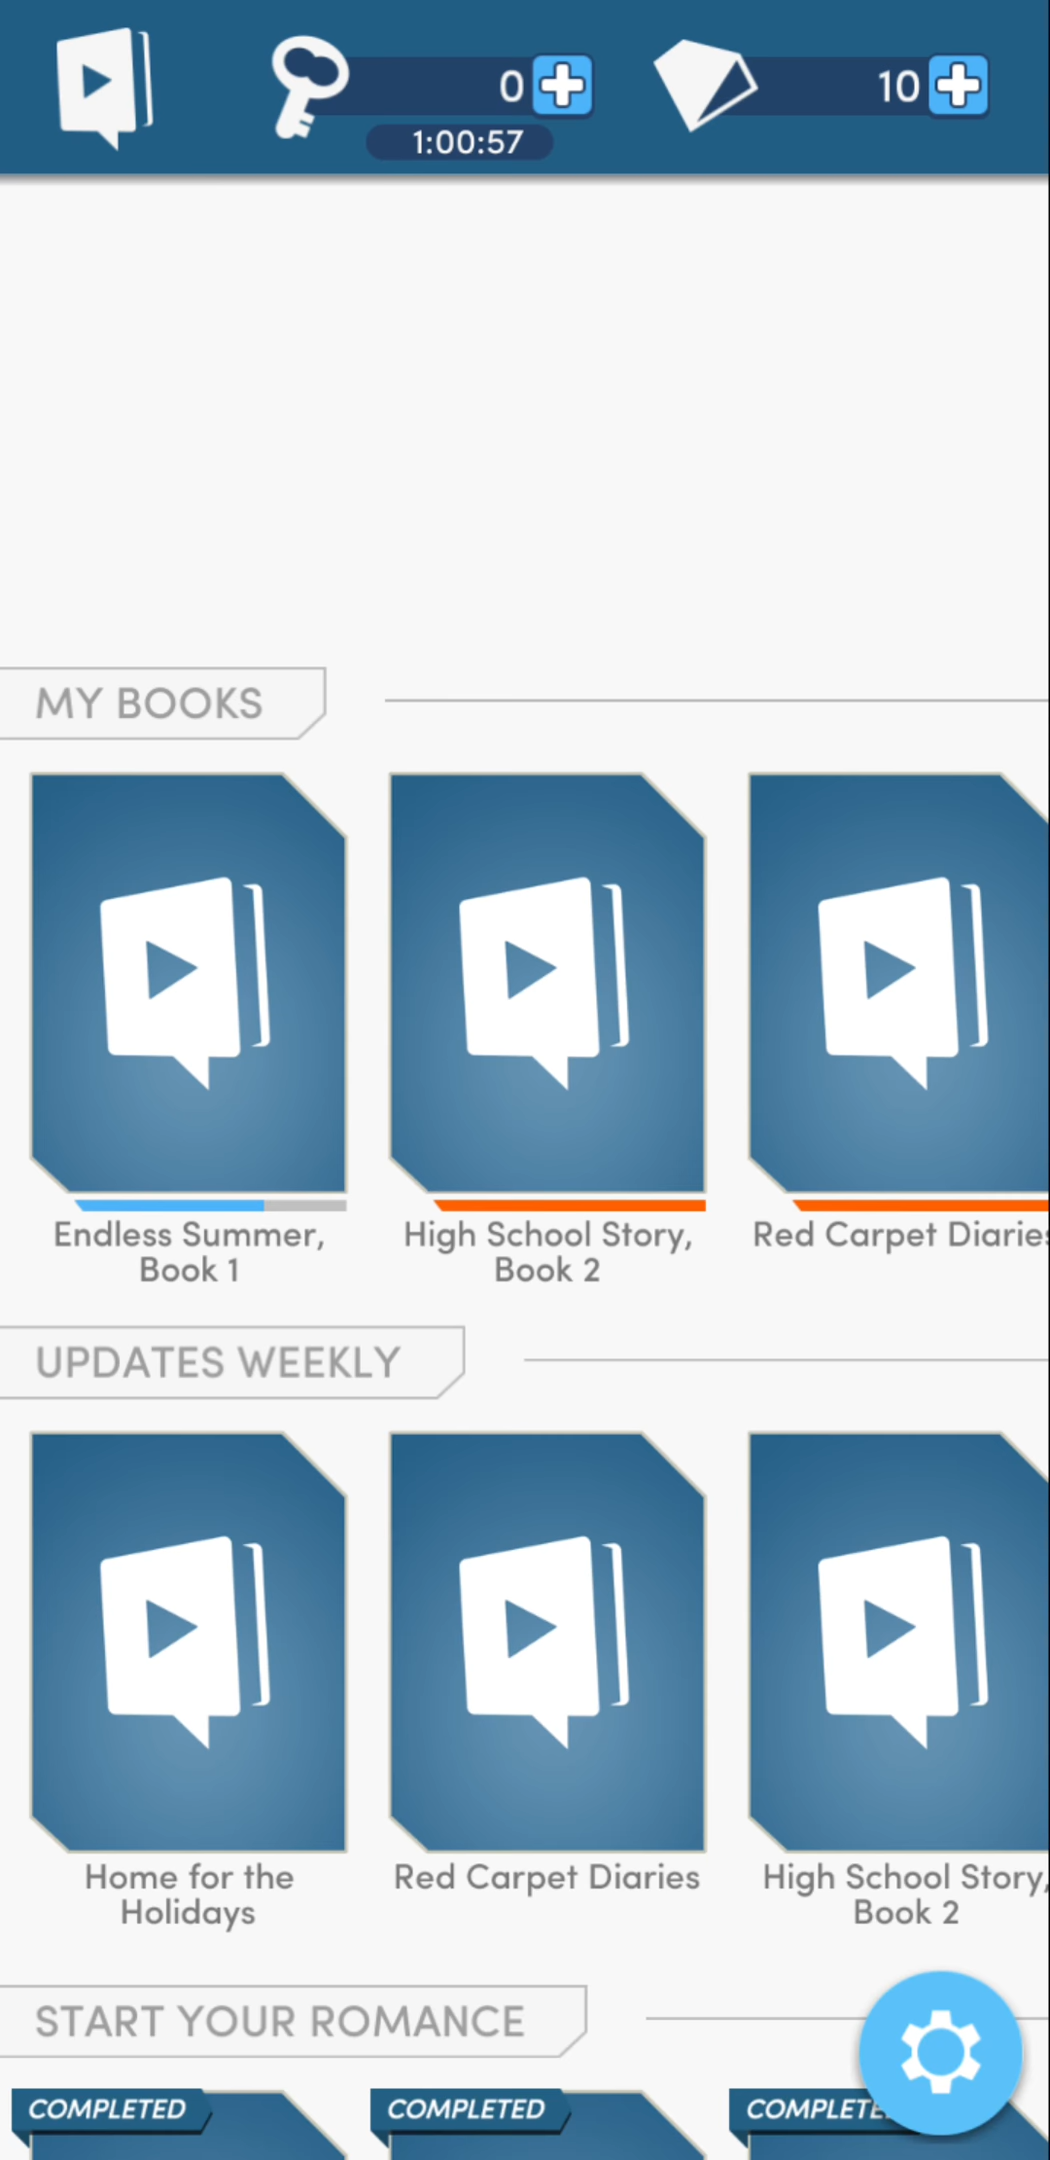 0
10
1:00:57
MY BOOKS
Endless Summer,
Book 1
High School Story,
Book 2
Red Carpet Diaries
UPDATES WEEKLY
Home for the
Holidays
Red Carpet Diaries
High School Story,
Book 2
START YOUR ROMANCE
COMPLETED
COMPLETED
COMPLETE